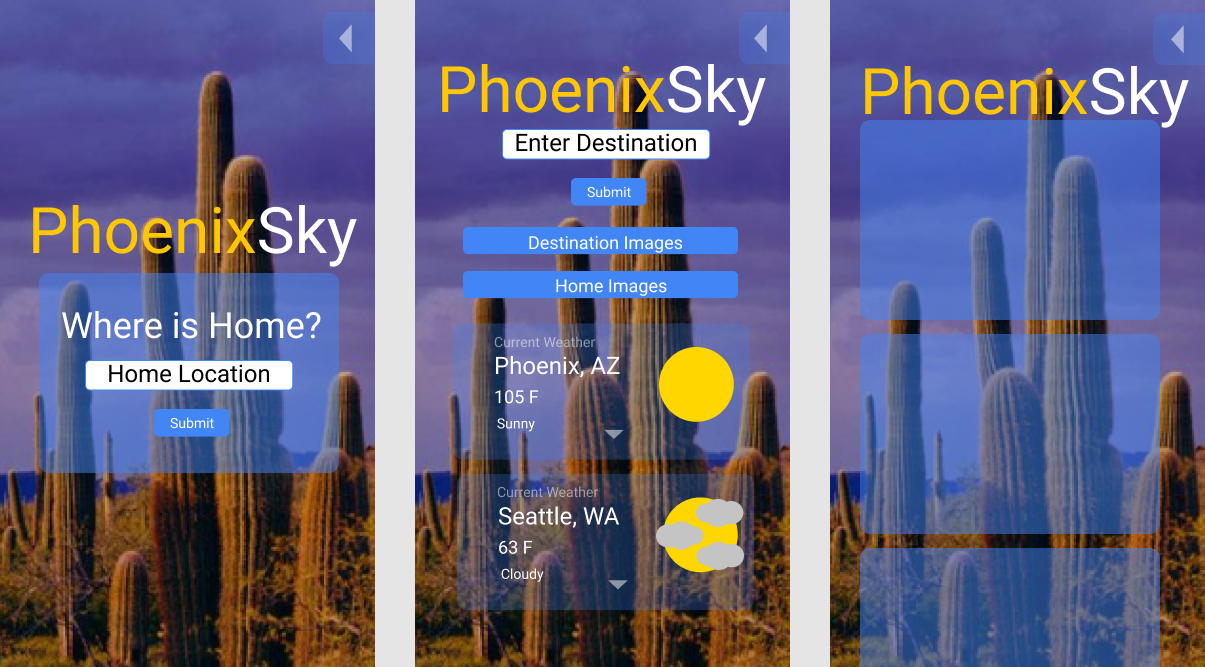 PhoenixSky
Where is Home?
Home Location
Submit
PhoenixSky
Enter Destination
Submit
Destination Images
Home Images
Current Weather
Phoenix, AZ
105 F
Sunny
Current Weather
Seattle, WA
63 F
Cloudy
PhoenixSky